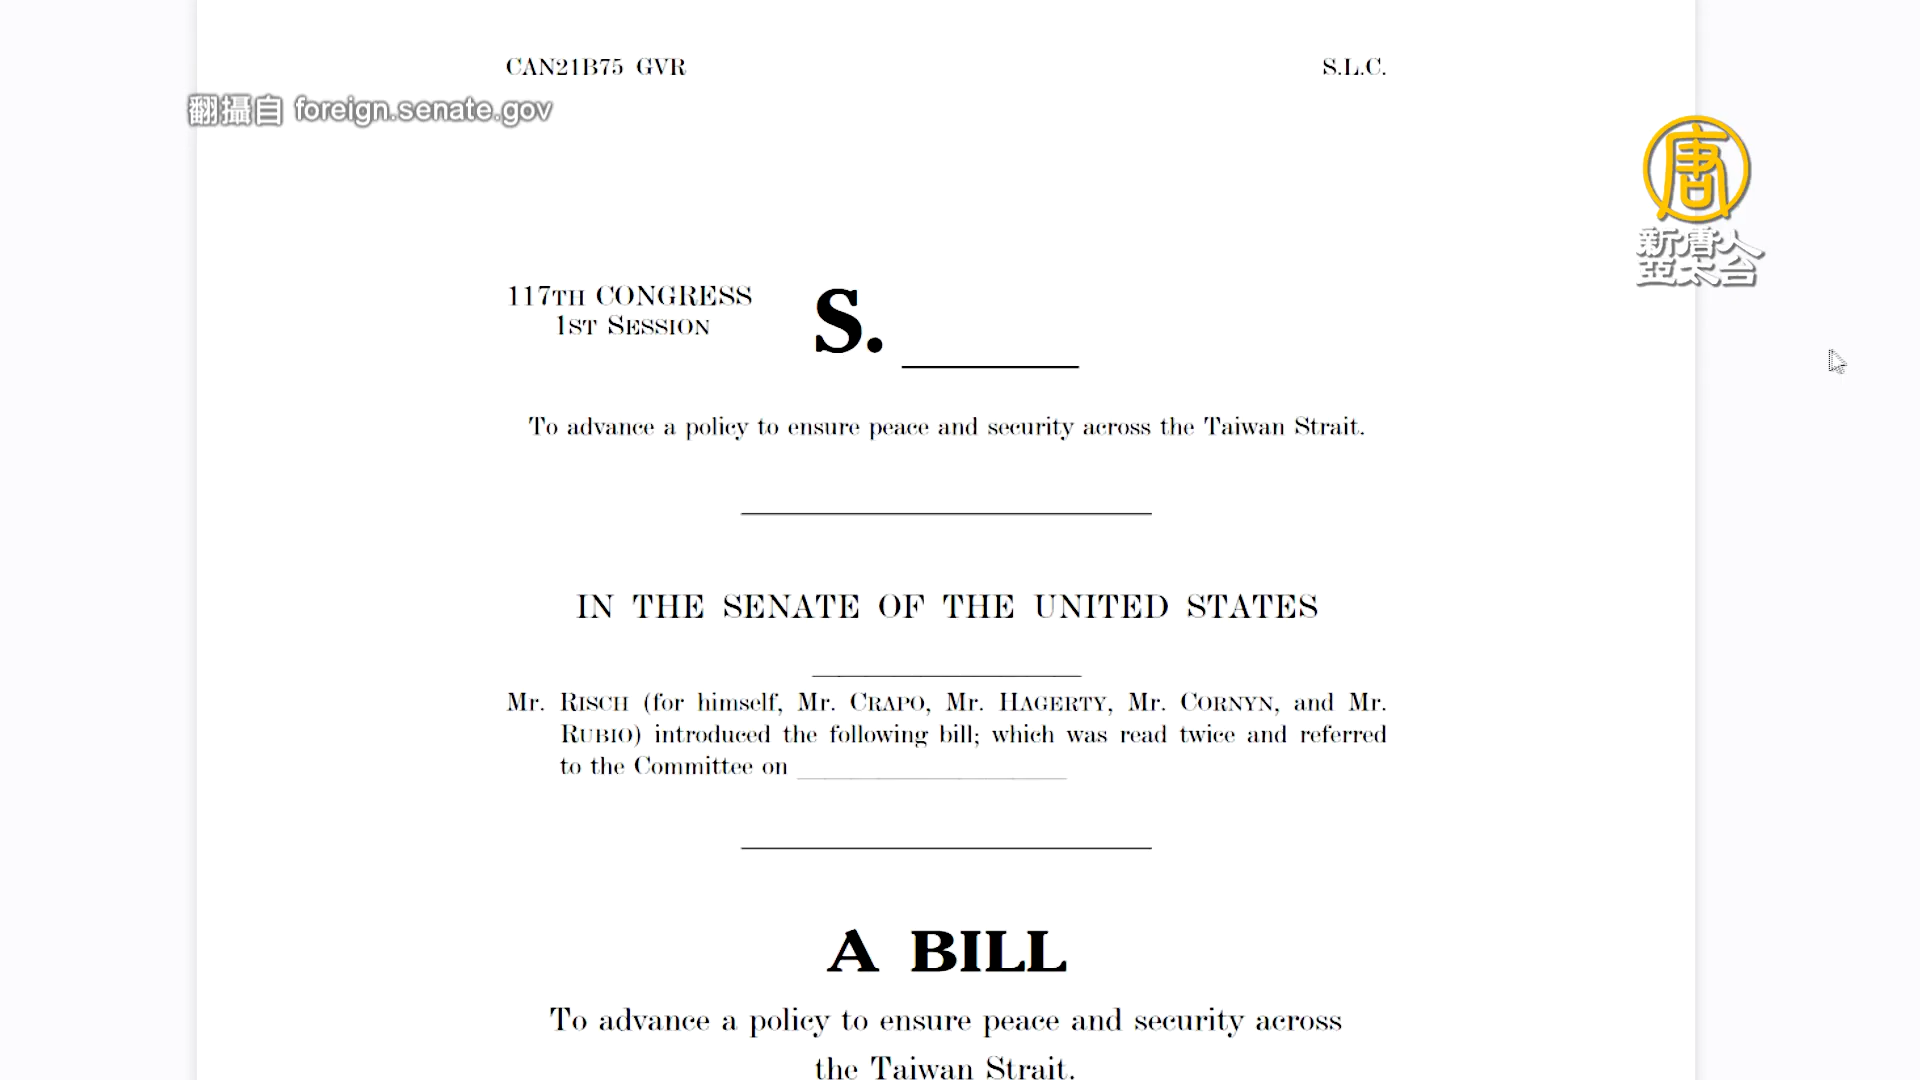 CAN21B75 GVR
S.L.C.
翻攝自 foreign.senate.gov
唐
新唐人
亞太台
117TH CONGRESS
1ST SESSION
S.
To advance a policy to ensure peace and security across the Taiwan Strait.
IN THE SENATE OF THE UNITED STATES
Mr. RISCH (for himself, Mr. CRAPO, Mr. HAGERTY, Mr. CORNYN, and Mr.
RUBIO) introduced the following bill; which was read twice and referred
to the Committee on
A BILL
To advance a policy to ensure peace and security across
the Taiwan Strait.